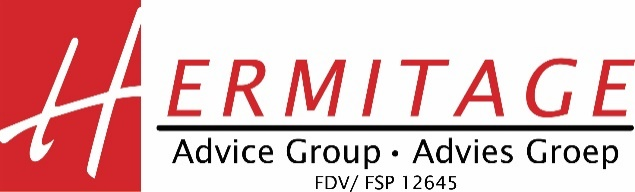 HERMITAGE
Advice Group · Advies Groep
FDV/ FSP 12645